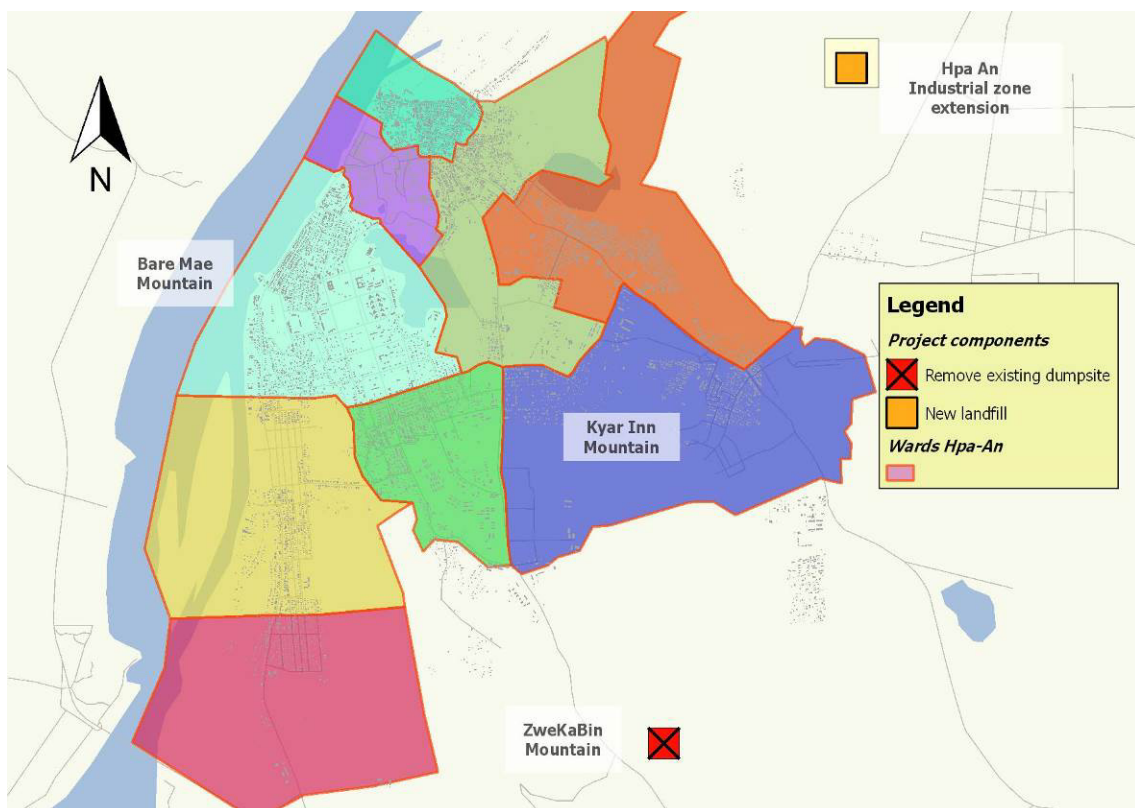 Hpa An
Industrial zone
extension
N
Bare Mae
Mountain
Legend
Project components
Remove existing dumpsite
New landfill
Wards Hpa-An
Kyar Inn
Mountain
ZweKaBin
Mountain